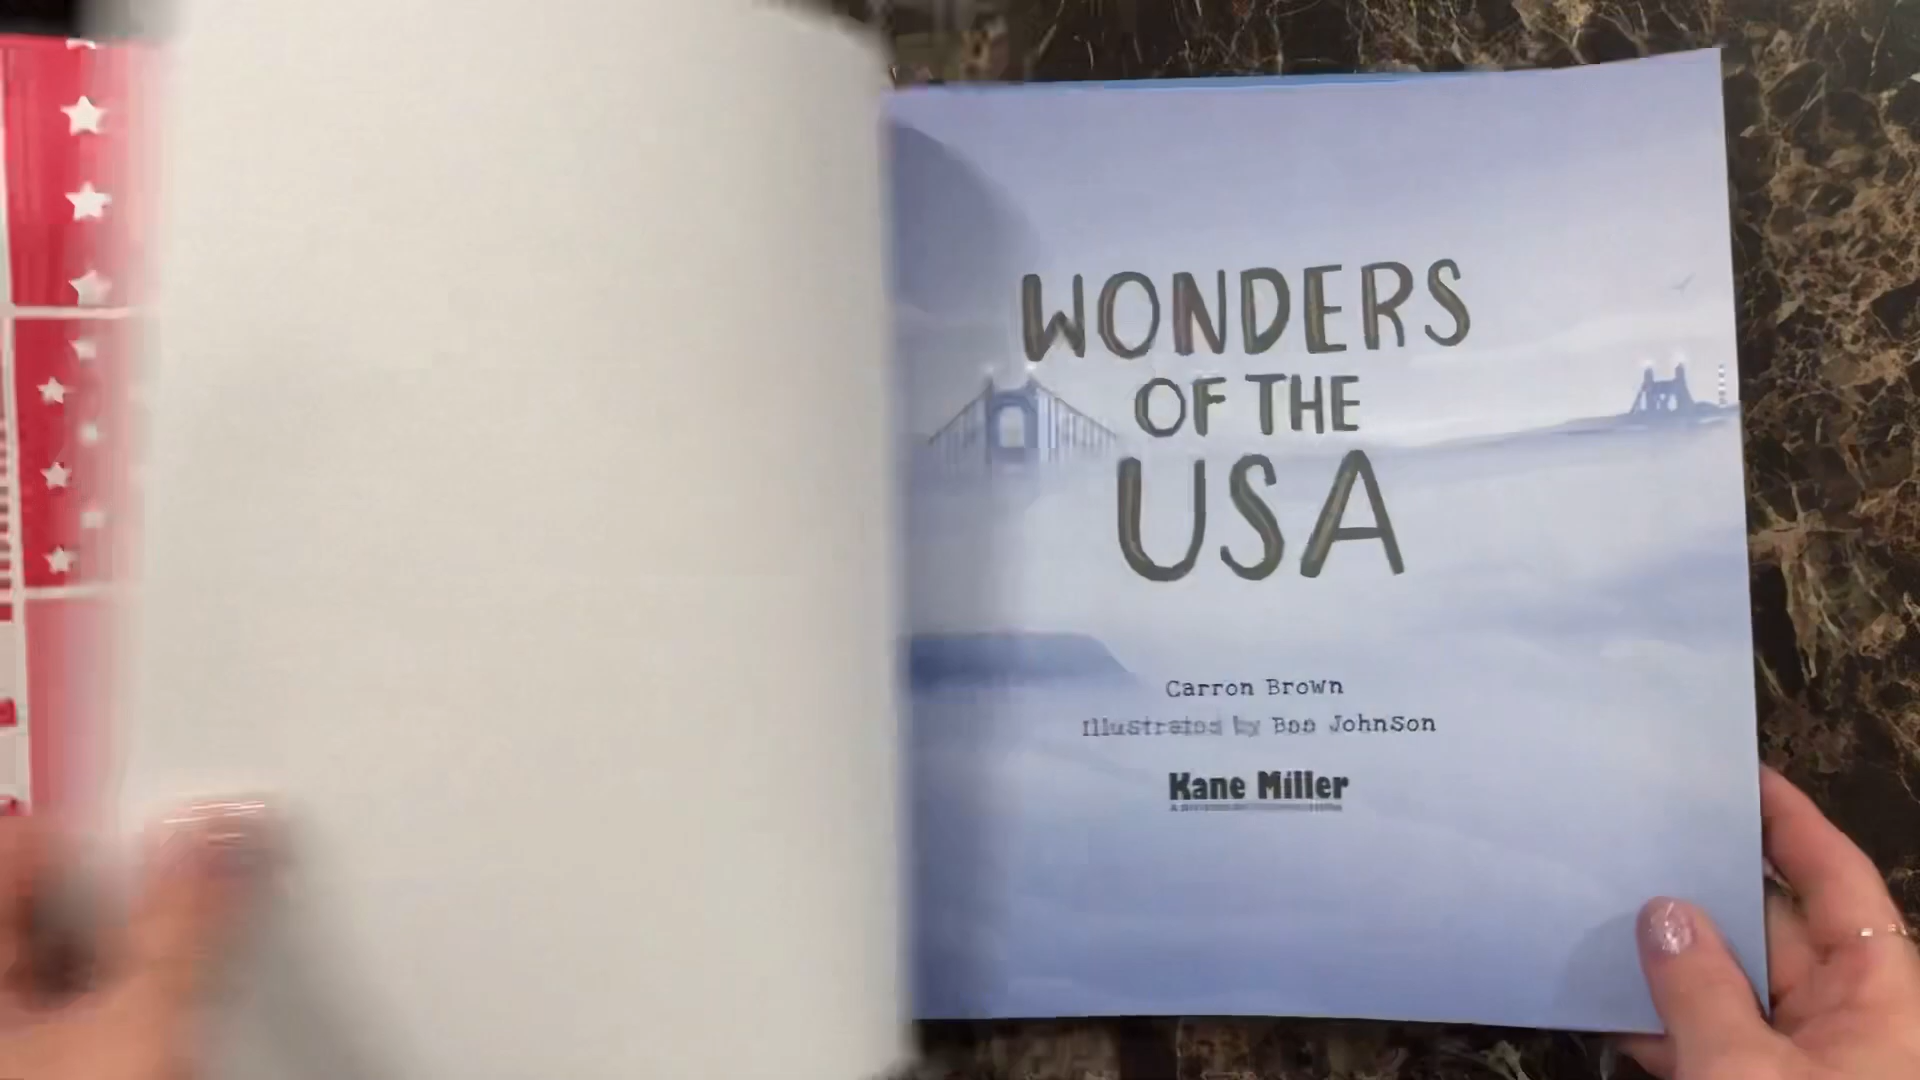 WONDERS
OF THE
USA
Carron Brown
Illustrated by Bee Johnson
Kane Miller